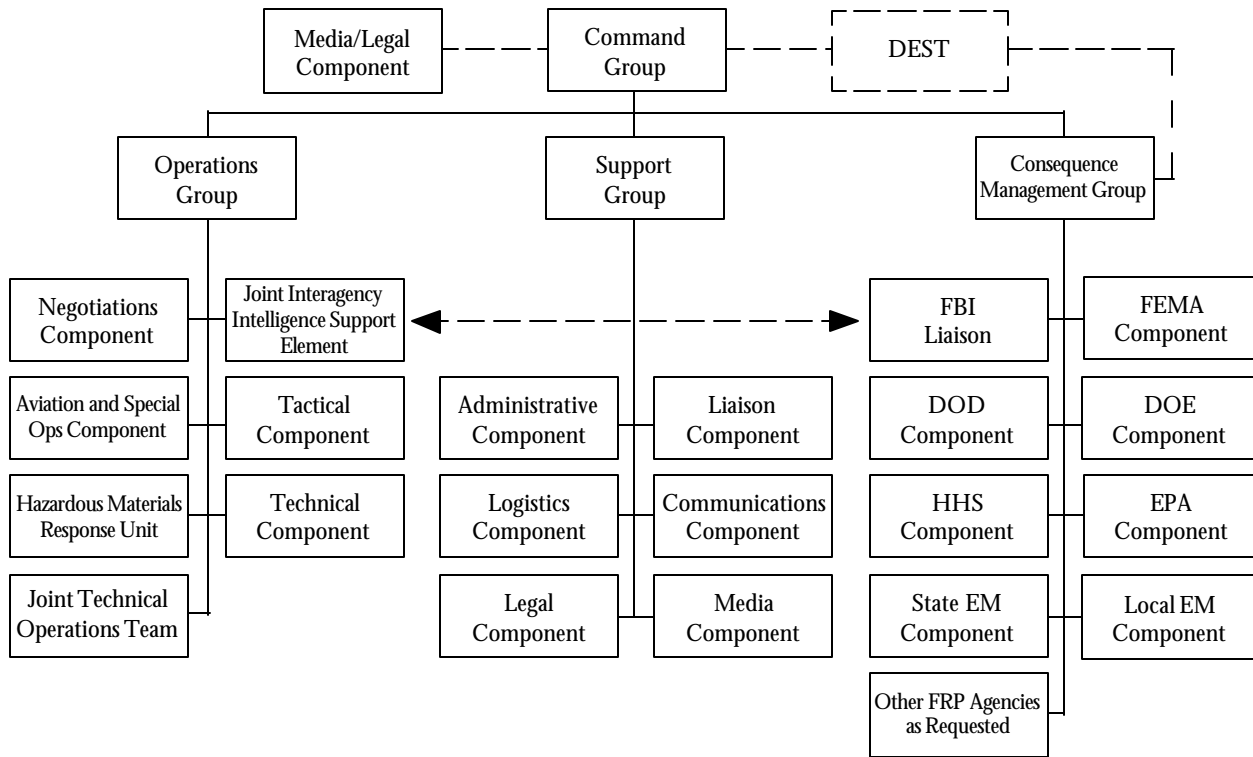 Media/Legal
Component
Command
Group
DEST
Operations
Group
Support
Group
Consequence
Management Group
Negotiations
Component
Joint Interagency
Intelligence Support
Element
FBI
Liaison
FEMA
Component
Aviation and Special
Ops Component
Tactical
Component
Administrative
Component
Liaison
Component
DOD
Component
DOE
Component
Hazardous Materials
Response Unit
Technical
Component
Logistics
Component
Communications
Component
HHS
Component
EPA
Component
Joint Technical
Operations Team
Legal
Component
Media
Component
State EM
Component
Local EM
Component
Other FRP Agencies
as Requested